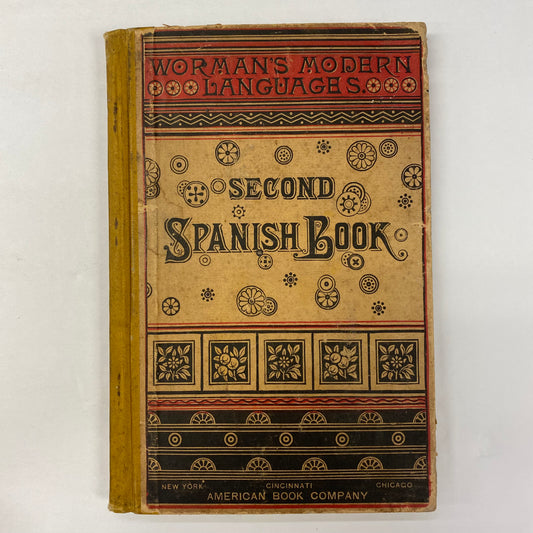 WORMAN'S MODERN
LANGUAGES.
SECOND
SPANISH BOOK
NEW YORK CINCINNATI CHICAGO
AMERICAN BOOK COMPANY